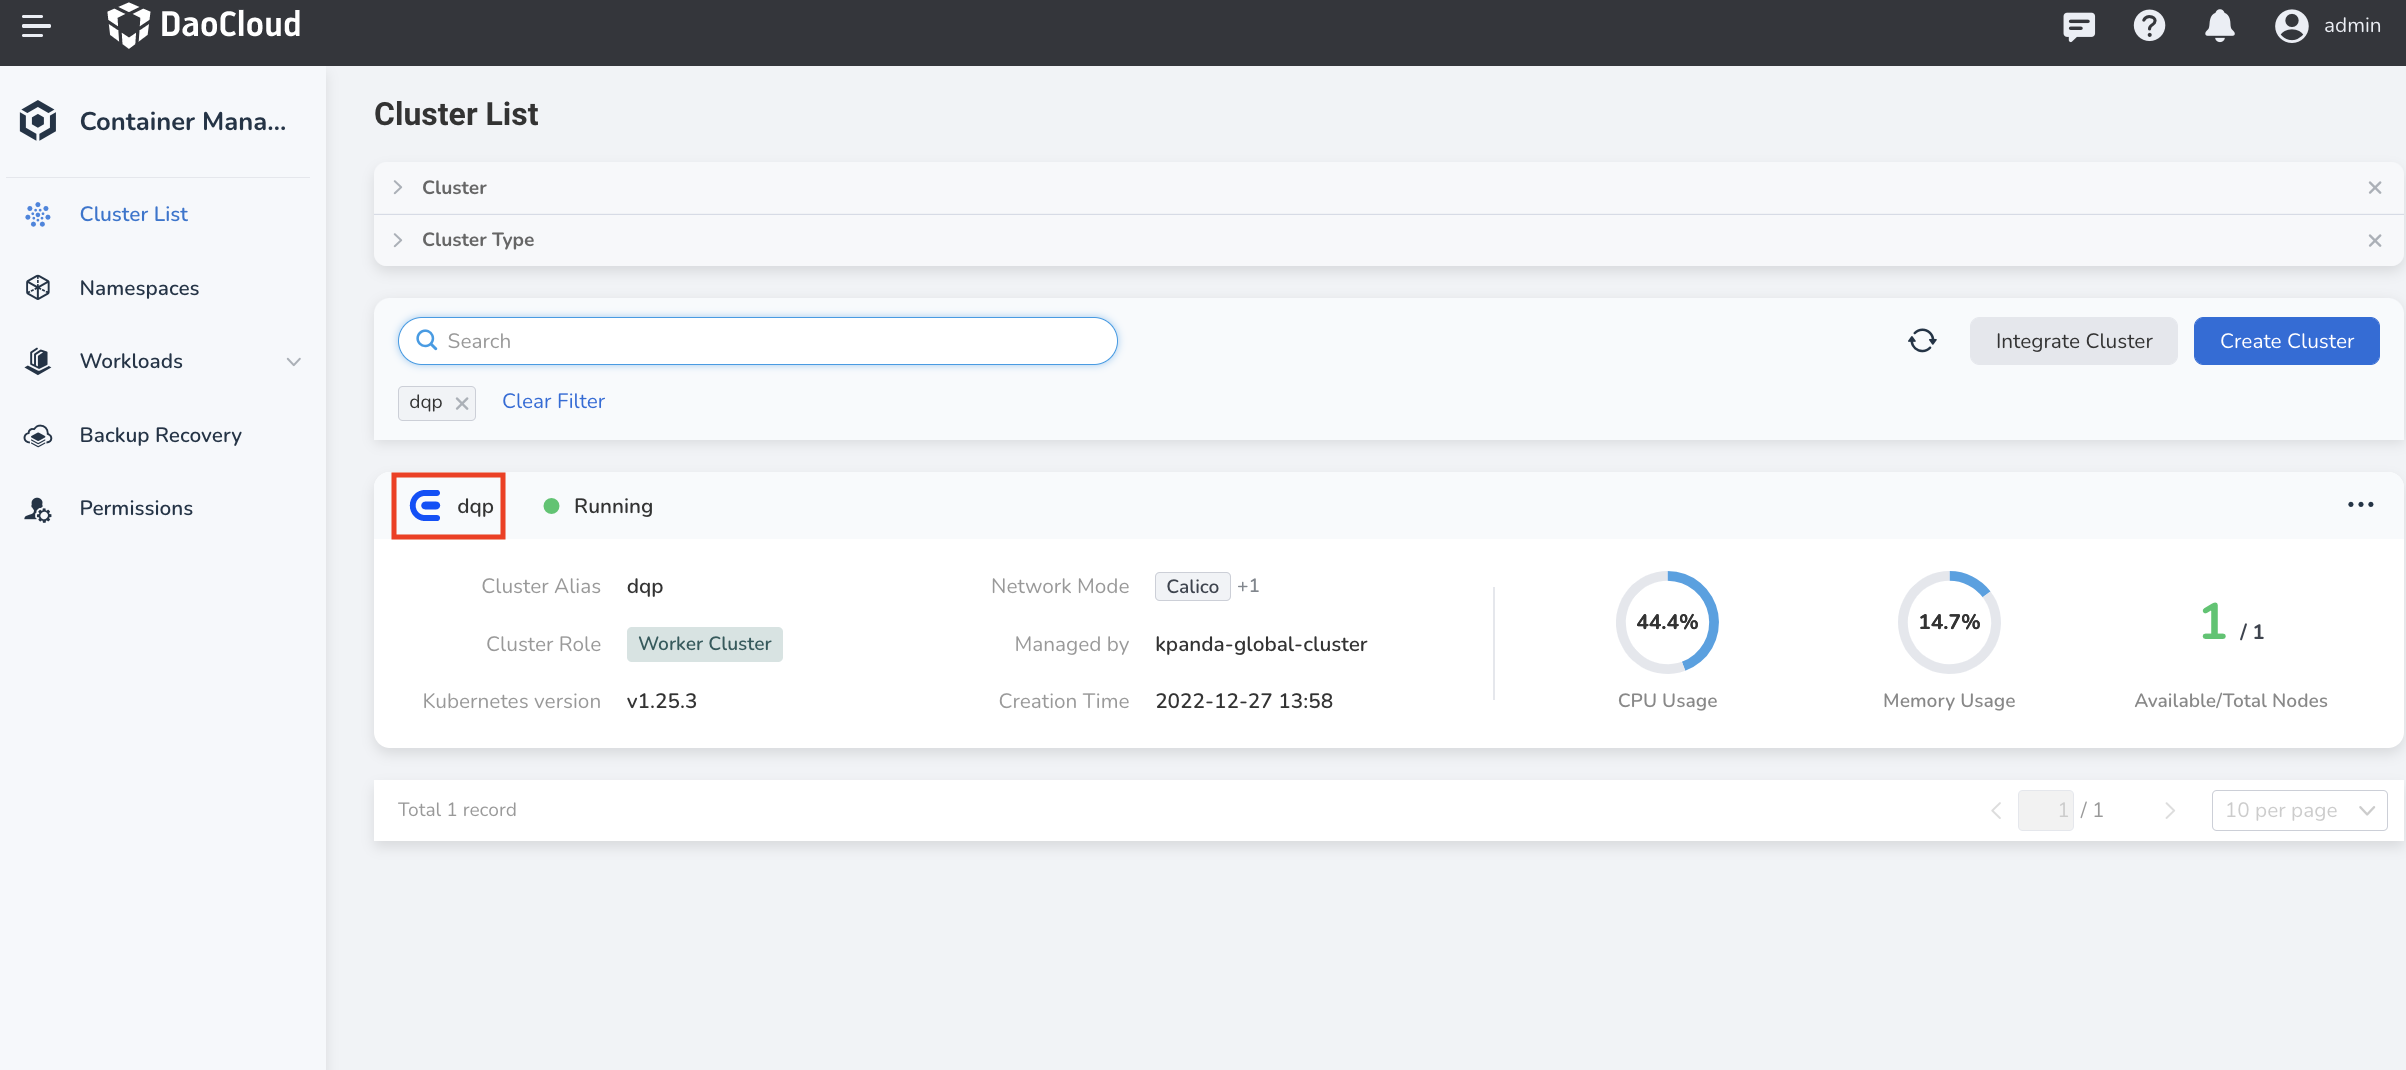 DaoCloud
admin
Container Mana...
Cluster List
Namespaces
Workloads
Backup Recovery
Permissions
Cluster List
Cluster
Cluster Type
Search
Integrate Cluster
Create Cluster
dqp
Clear Filter
dqp
Running
Cluster Alias dqp
Cluster Role Worker Cluster
Kubernetes version v1.25.3
Network Mode Calico +1
Managed by kpanda-global-cluster
Creation Time 2022-12-27 13:58
44.4%
CPU Usage
14.7%
Memory Usage
1 / 1
Available/Total Nodes
Total 1 record
1 / 1
10 per page